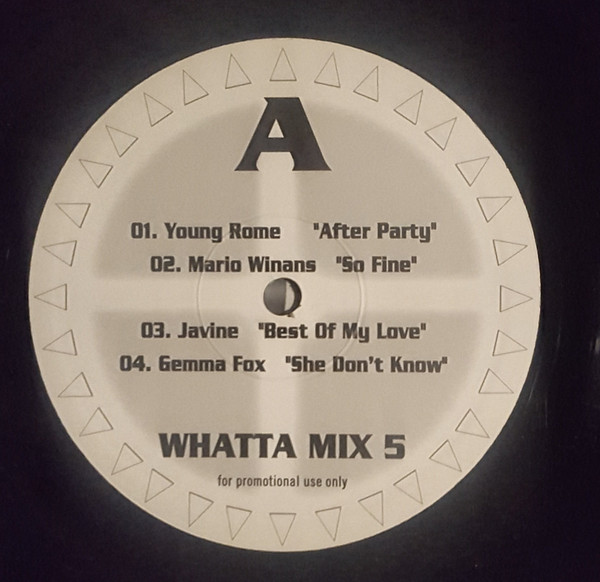 A
01. Young Rome "After Party"
02. Mario Winans "So Fine"
03. Javine "Best Of My Love"
04. Gemma Fox "She Don't Know"
WHATTA MIX 5
for promotional use only